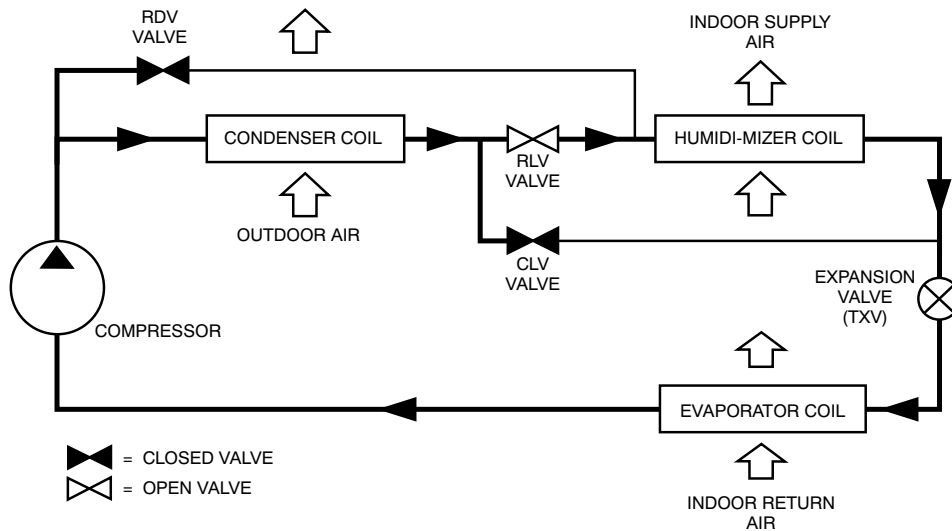 RDV
VALVE
INDOOR SUPPLY
AIR
CONDENSER COIL
RLV
VALVE
HUMIDI-MIZER COIL
OUTDOOR AIR
CLV
VALVE
EXPANSION
VALVE
(TXV)
COMPRESSOR
EVAPORATOR COIL
= CLOSED VALVE
= OPEN VALVE
INDOOR RETURN
AIR